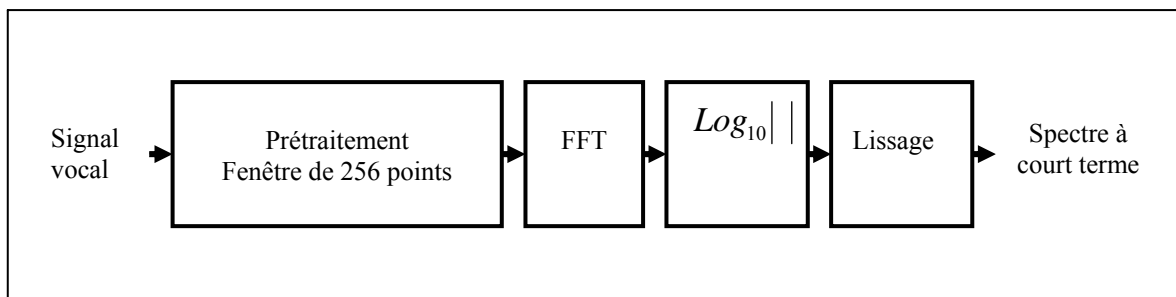 Signal
vocal
Prétraitement
Fenêtre de 256 points
FFT
Log₁₀| |
Lissage
Spectre à
court terme